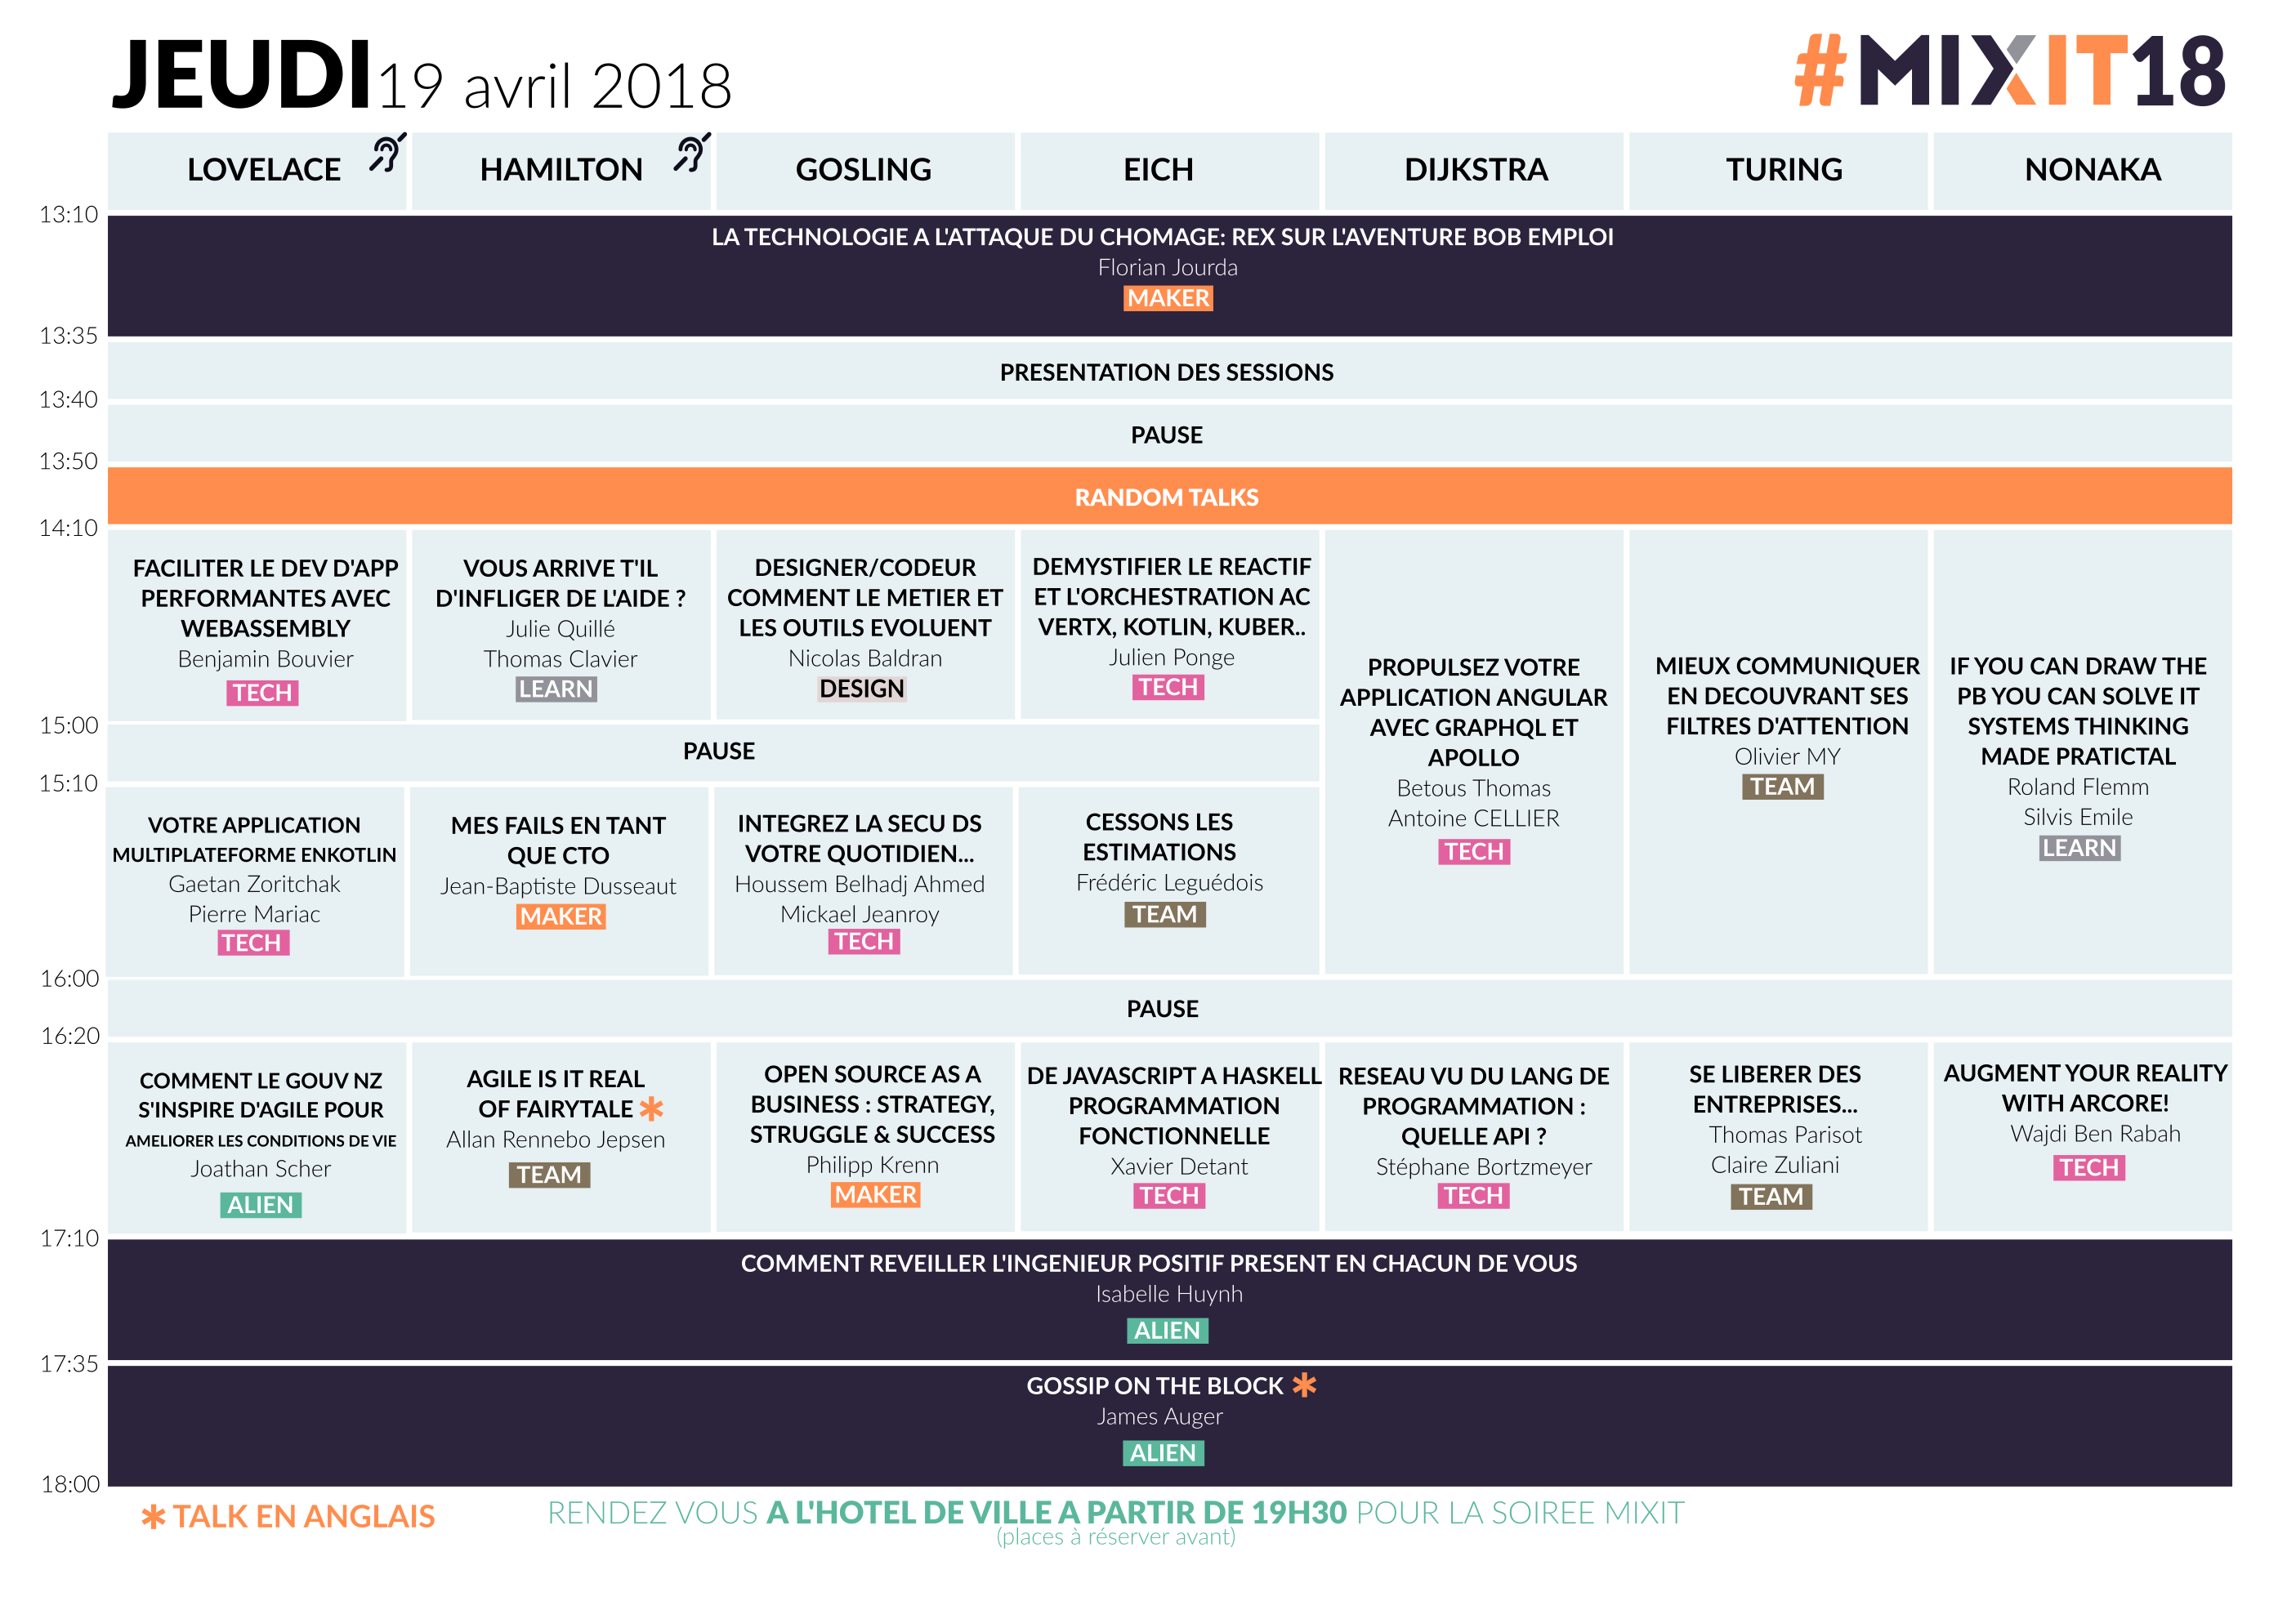 JEUDI 19 avril 2018
#MIXIT18
LOVELACE
HAMILTON
GOSLING
EICH
DIJKSTRA
TURING
NONAKA
13:10
LA TECHNOLOGIE A L'ATTAQUE DU CHOMAGE: REX SUR L'AVENTURE BOB EMPLOI
Florian Jourda
MAKER
13:35
PRESENTATION DES SESSIONS
13:40
PAUSE
13:50
RANDOM TALKS
14:10
FACILITER LE DEV D'APP
PERFORMANTES AVEC
WEBASSEMBLY
Benjamin Bouvier
TECH
VOUS ARRIVE T'IL
D'INFLIGER DE L'AIDE ?
Julie Quillé
Thomas Clavier
LEARN
DESIGNER/CODEUR
COMMENT LE METIER ET
LES OUTILS EVOLUENT
Nicolas Baldran
DESIGN
DEMYSTIFIER LE REACTIF
ET L'ORCHESTRATION AC
VERTX, KOTLIN, KUBER..
Julien Ponge
TECH
PROPULSEZ VOTRE
APPLICATION ANGULAR
AVEC GRAPHQL ET
APOLLO
Betous Thomas
Antoine CELLIER
TECH
MIEUX COMMUNIQUER
EN DECOUVRANT SES
FILTRES D'ATTENTION
Olivier MY
TEAM
IF YOU CAN DRAW THE
PB YOU CAN SOLVE IT
SYSTEMS THINKING
MADE PRATICTAL
Roland Flemm
Silvis Emile
LEARN
15:00
PAUSE
15:10
VOTRE APPLICATION
MULTIPLATEFORME ENKOTLIN
Gaetan Zoritchak
Pierre Mariac
TECH
MES FAILS EN TANT
QUE CTO
Jean-Baptiste Dusseaut
MAKER
INTEGREZ LA SECU DS
VOTRE QUOTIDIEN...
Houssem Belhadj Ahmed
Mickael Jeanroy
TECH
CESSONS LES
ESTIMATIONS
Frédéric Leguédois
TEAM
16:00
PAUSE
16:20
COMMENT LE GOUV NZ
S'INSPIRE D'AGILE POUR
AMELIORER LES CONDITIONS DE VIE
Joathan Scher
ALIEN
AGILE IS IT REAL
OF FAIRYTALE *
Allan Rennebo Jepsen
TEAM
OPEN SOURCE AS A
BUSINESS : STRATEGY,
STRUGGLE & SUCCESS
Philipp Krenn
MAKER
DE JAVASCRIPT A HASKELL
PROGRAMMATION
FONCTIONNELLE
Xavier Detant
TECH
RESEAU VU DU LANG DE
PROGRAMMATION :
QUELLE API ?
Stéphane Bortzmeyer
TECH
SE LIBERER DES
ENTREPRISES...
Thomas Parisot
Claire Zuliani
TEAM
AUGMENT YOUR REALITY
WITH ARCORE!
Wajdi Ben Rabah
TECH
17:10
COMMENT REVEILLER L'INGENIEUR POSITIF PRESENT EN CHACUN DE VOUS
Isabelle Huynh
ALIEN
17:35
GOSSIP ON THE BLOCK *
James Auger
ALIEN
18:00
* TALK EN ANGLAIS
RENDEZ VOUS A L'HOTEL DE VILLE A PARTIR DE 19H30 POUR LA SOIREE MIXIT
(places à réserver avant)